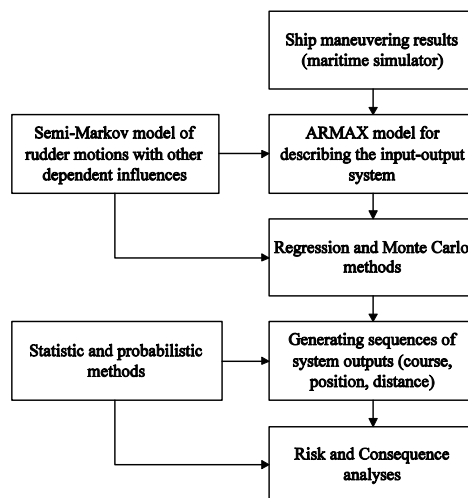 Ship maneuvering results
(maritime simulator)
Semi-Markov model of
rudder motions with other
dependent influences
ARMAX model for
describing the input-output
system
Regression and Monte Carlo
methods
Statistic and probabilistic
methods
Generating sequences of
system outputs (course,
position, distance)
Risk and Consequence
analyses